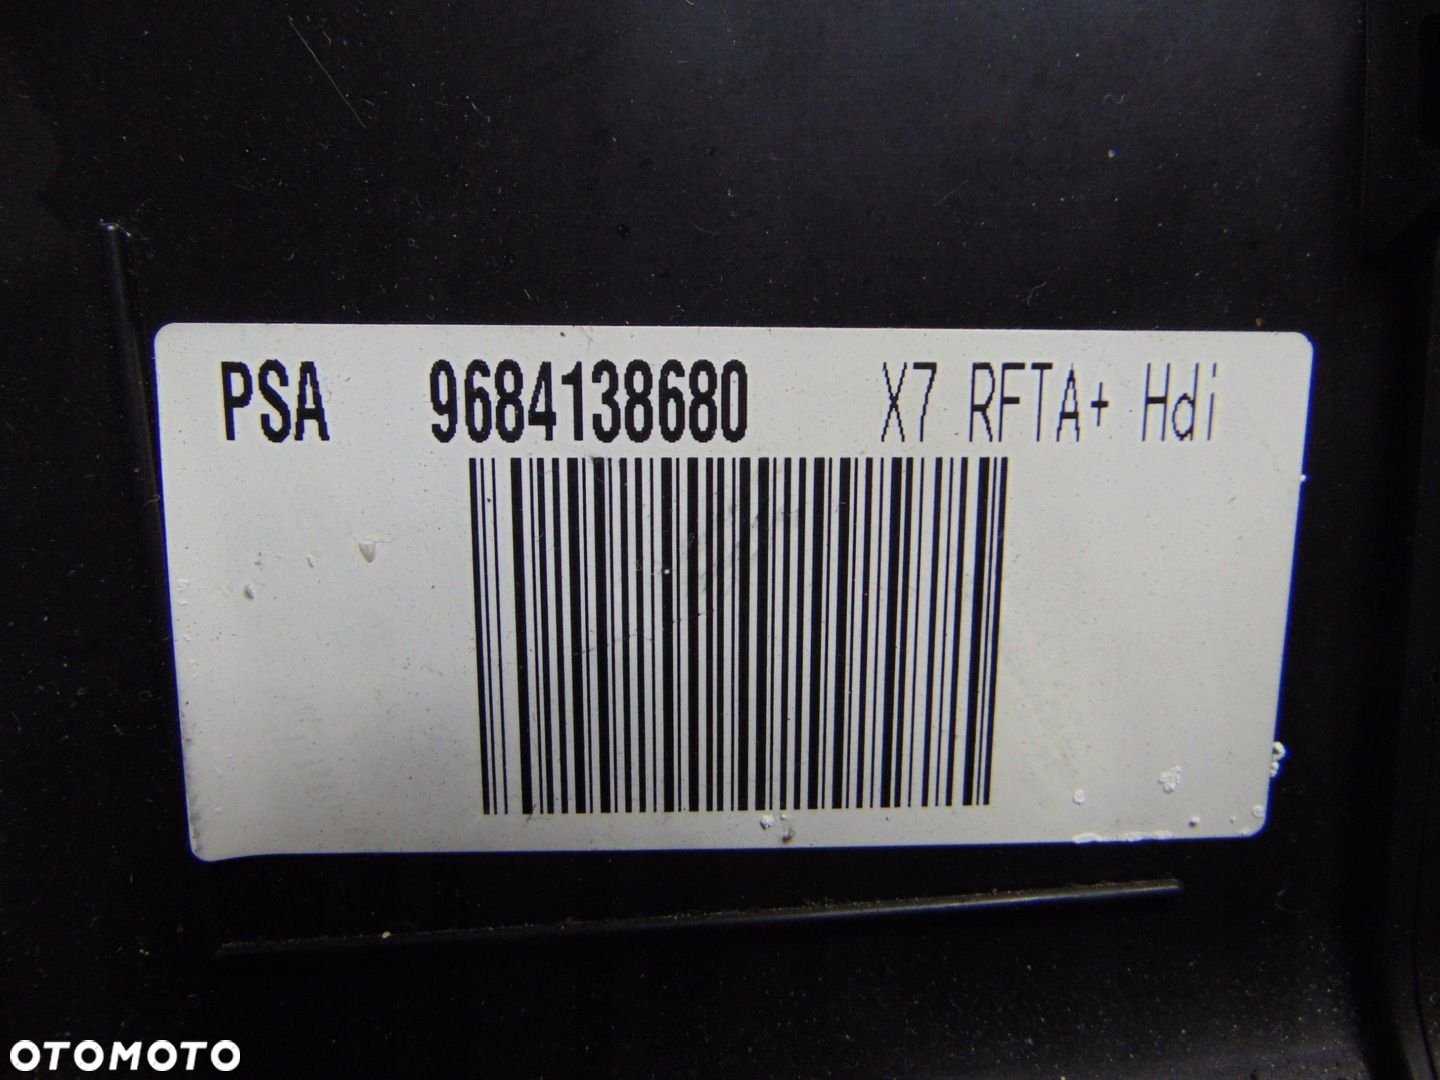 PSA 9684138680 X7 RFTA+ Hdi
OTOMOTO